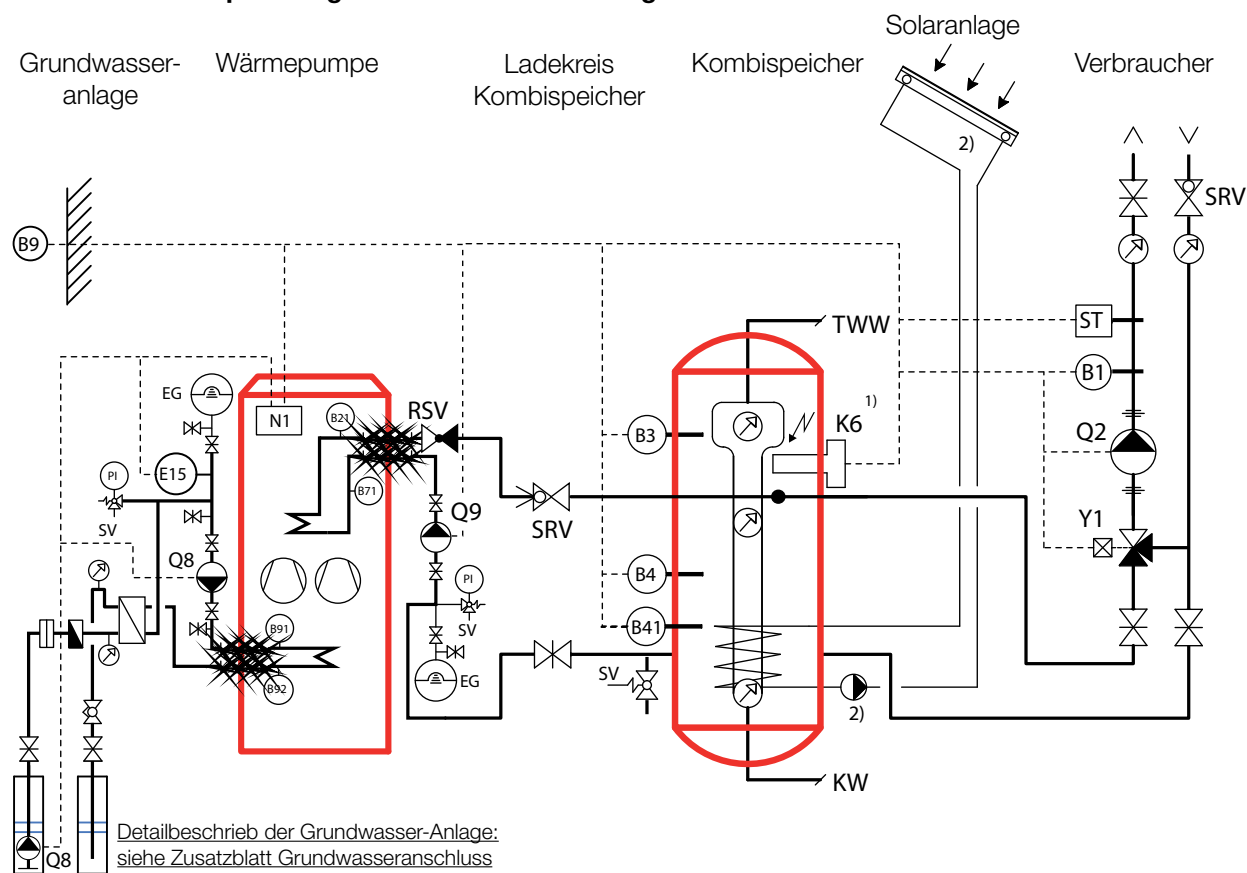 Solaranlage
Grundwasser-
anlage
Wärmepumpe
Ladekreis
Kombispeicher
Kombispeicher
Verbraucher
2)
SRV
B9
ST
TWW
B1
EG
N1
B21
RSV
B3
K6 1)
Q2
PI
E15
B71
SV
Q9
SRV
Y1
Q8
B4
PI
B91
B41
SV
B92
EG
SV
2)
KW
Q8
Detailbeschrieb der Grundwasser-Anlage:
siehe Zusatzblatt Grundwasseranschluss